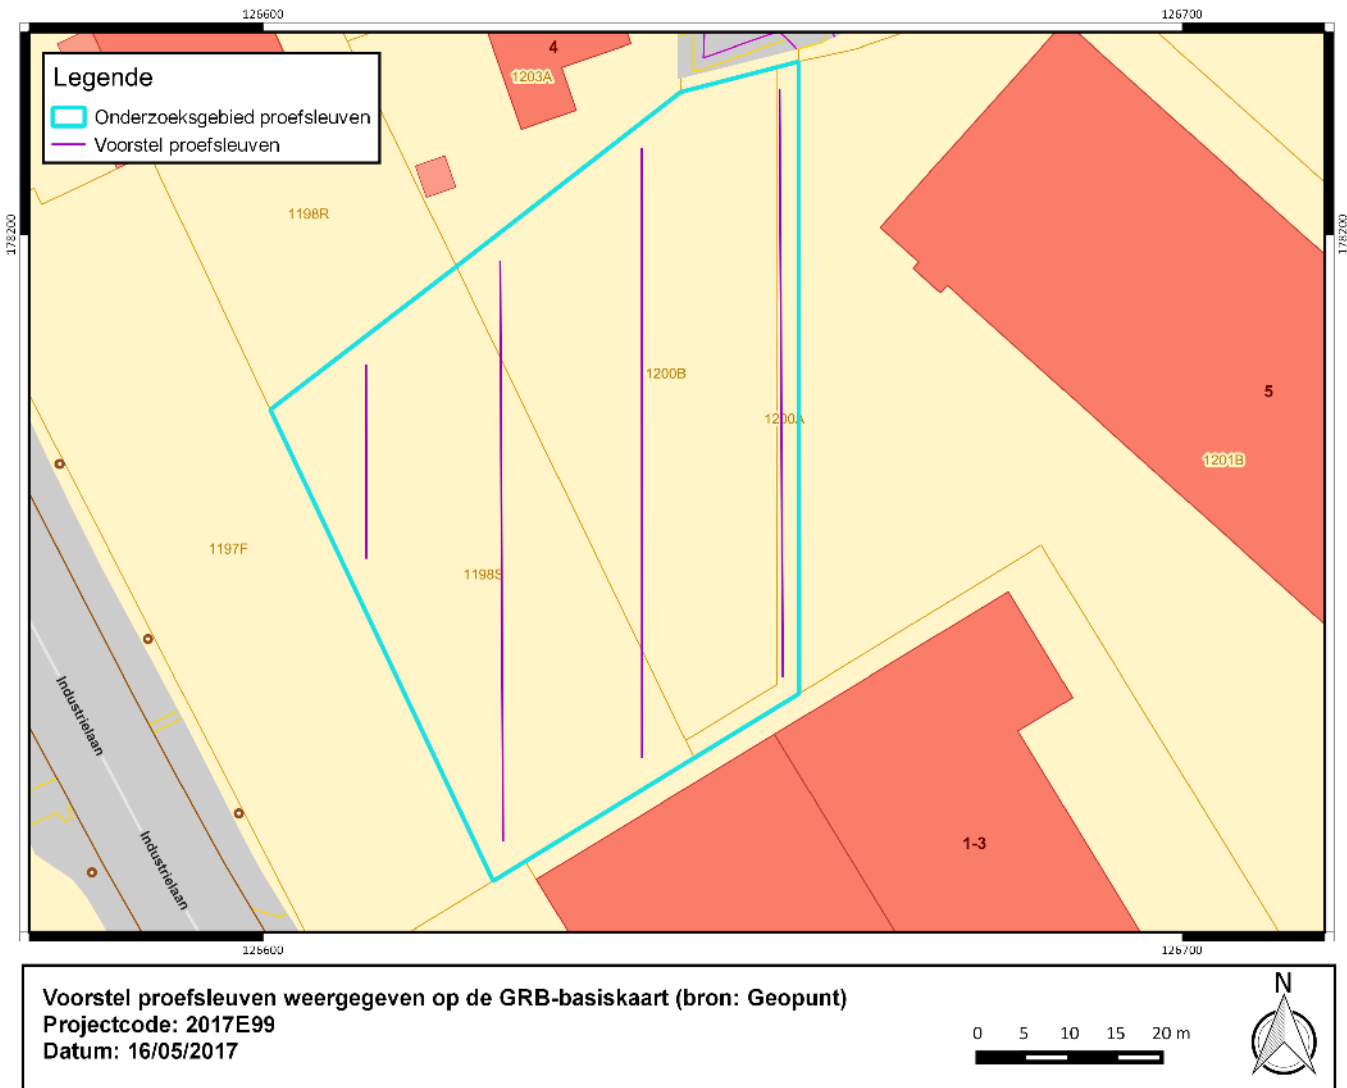 126600
126700
Legende
Onderzoeksgebied proefsleuven
Voorstel proefsleuven
4
1203A
1198R
178200
178200
1200B
5
1200A
1201B
1197F
1198S
Industrielaan
Industrielaan
1-3
126600
126700
Voorstel proefsleuven weergegeven op de GRB-basiskaart (bron: Geopunt)
Projectcode: 2017E99
Datum: 16/05/2017
0 5 10 15 20 m
N